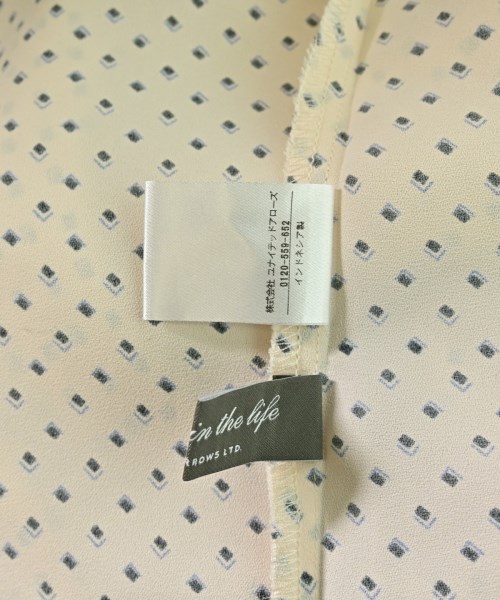 株式会社 ユナイテッドアローズ
0120-559-652
インドネシア製
in the life
ROWS LTD.